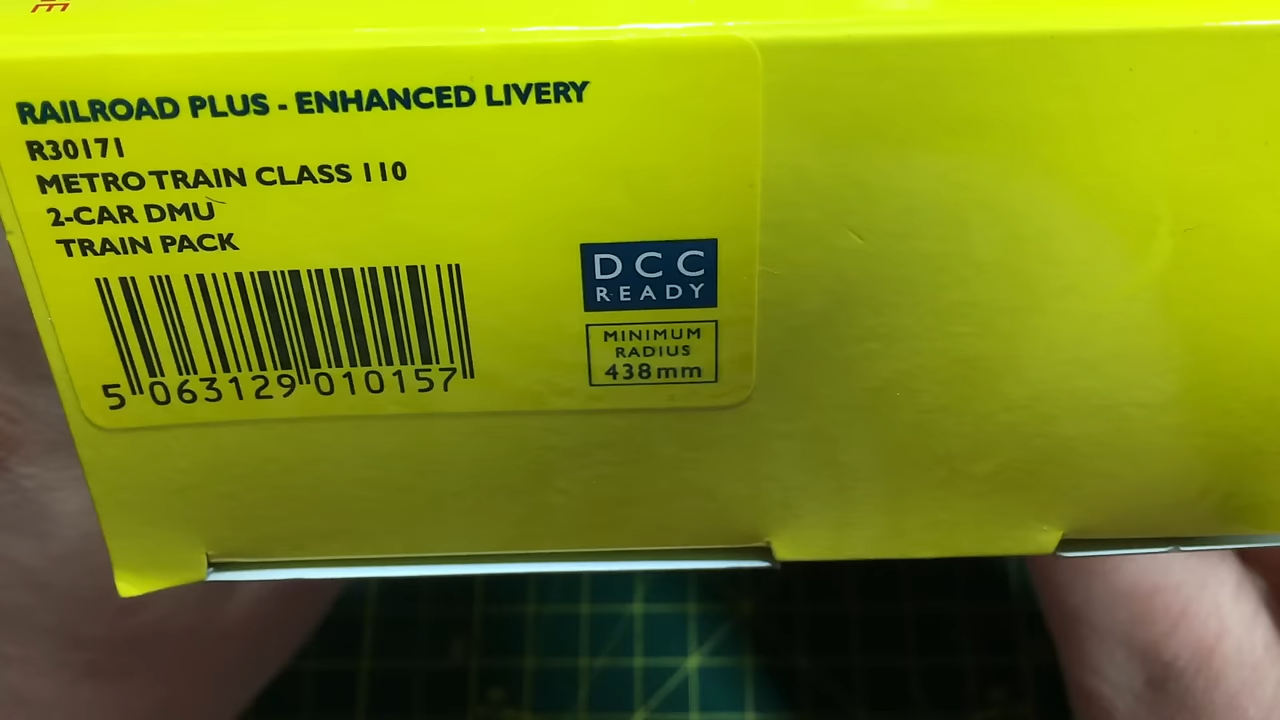 RAILROAD PLUS - ENHANCED LIVERY
R30171
METRO TRAIN CLASS 110
2-CAR DMU
TRAIN PACK
5 063129 010157
DCC
READY
MINIMUM
RADIUS
438mm